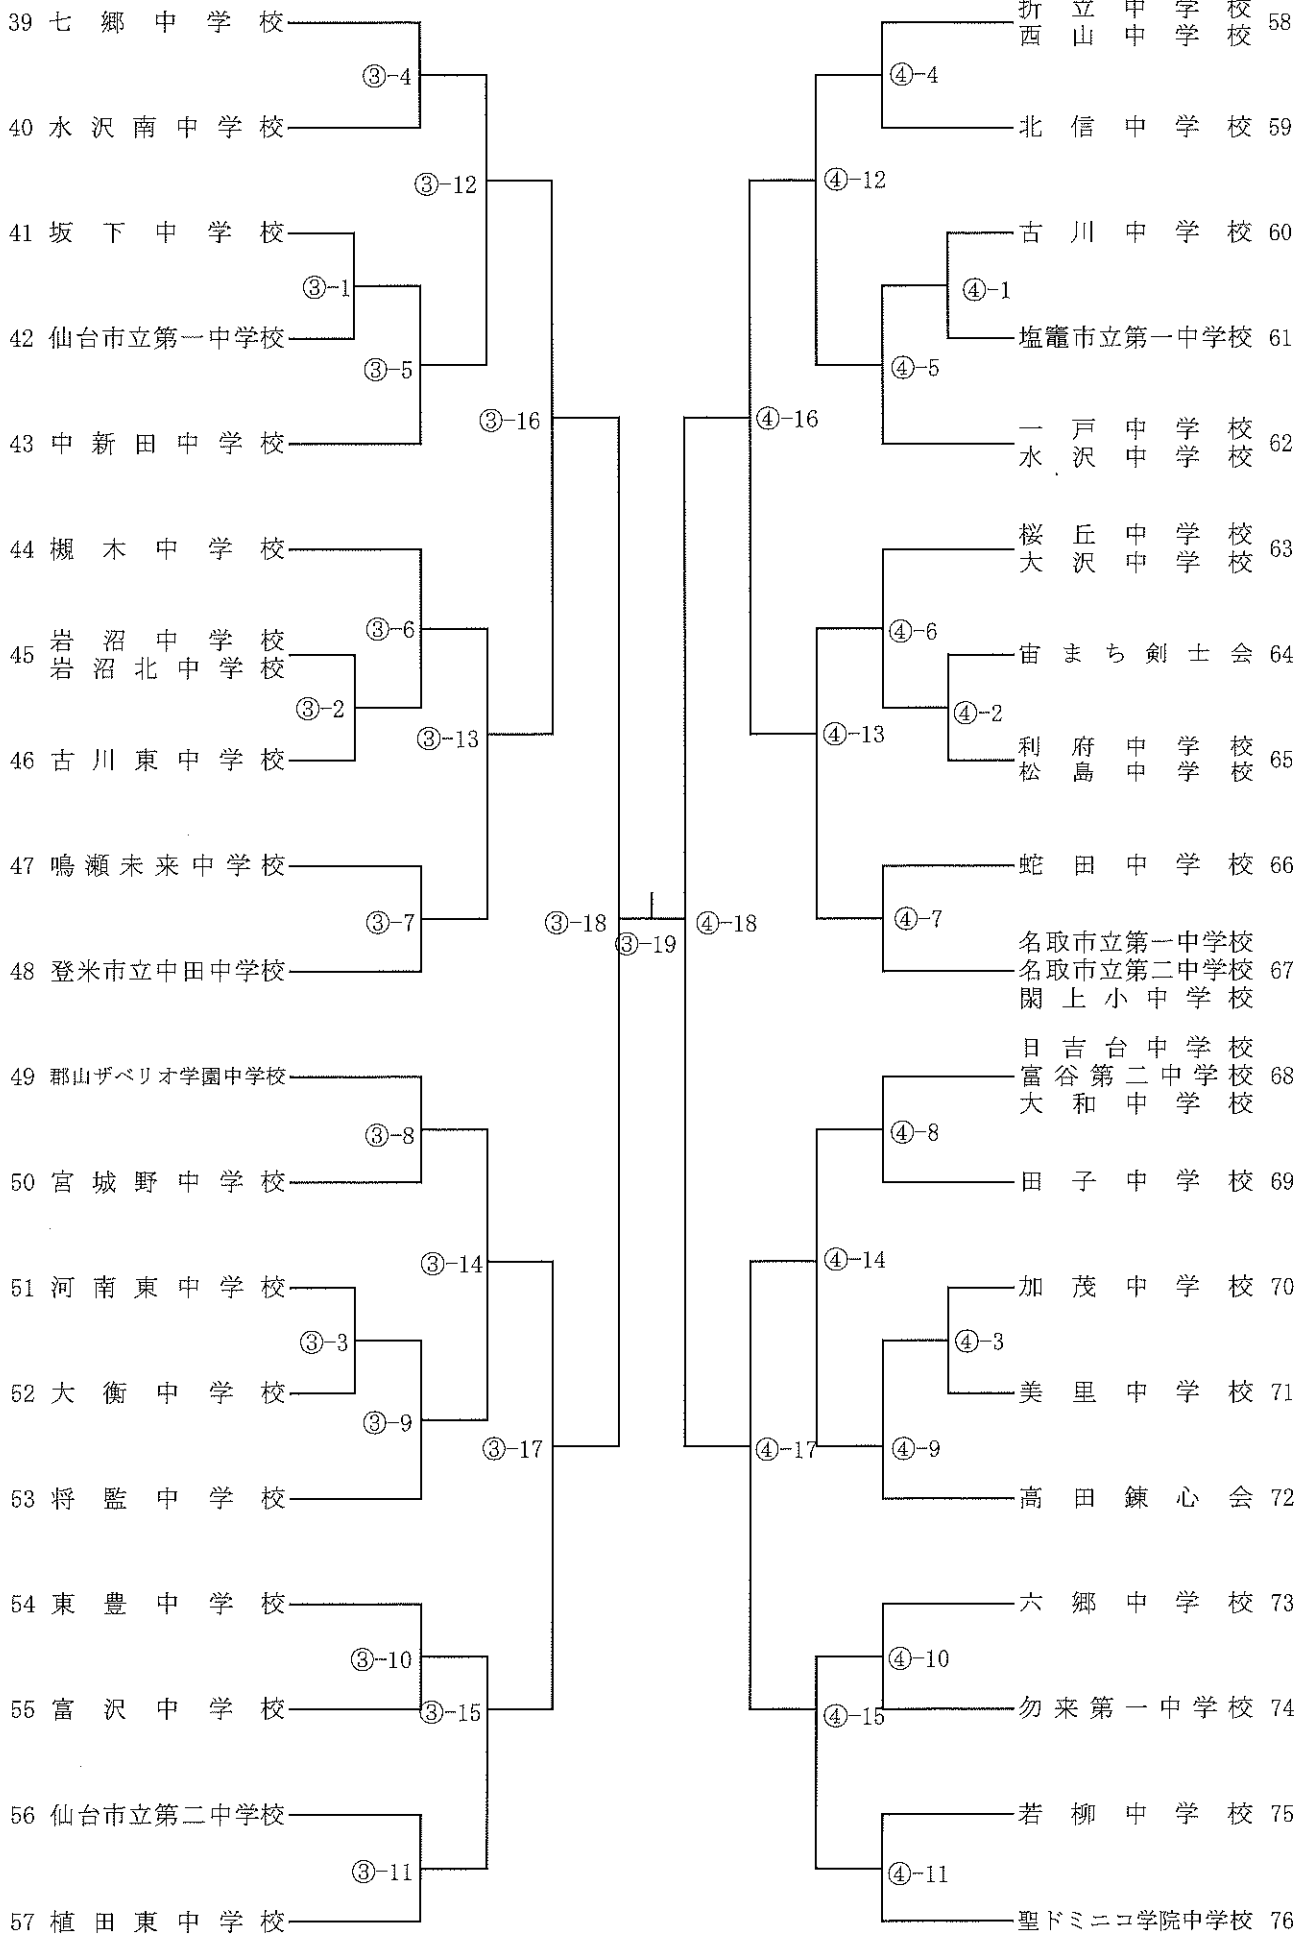 39 七郷中学校
③-4
40 水沢南中学校
③-12
41 坂下中学校
③-1
42 仙台市立第一中学校
③-5
③-16
43 中新田中学校
44 槻木中学校
③-6
45 岩沼中学校
岩沼北中学校
③-2
③-13
46 古川東中学校
47 鳴瀬未来中学校
③-7
③-18
48 登米市立中田中学校
49 郡山ザベリオ学園中学校
③-8
50 宮城野中学校
③-14
51 河南東中学校
③-3
52 大衡中学校
③-9
③-17
53 将監中学校
54 東豊中学校
③-10
55 富沢中学校
③-15
56 仙台市立第二中学校
③-11
57 植田東中学校
③-19
折立中学校
西山中学校 58
④-4
北信中学校 59
④-12
古川中学校 60
④-1
塩竈市立第一中学校 61
④-5
④-16
一戸中学校
水沢中学校 62
桜丘中学校
大沢中学校 63
④-6
宙まち剣士会 64
④-2
④-13
利府中学校
松島中学校 65
蛇田中学校 66
④-7
④-18
名取市立第一中学校
名取市立第二中学校 67
閖上小中学校
日吉台中学校
富谷第二中学校 68
大和中学校
④-8
田子中学校 69
④-14
加茂中学校 70
④-3
美里中学校 71
④-9
④-17
高田錬心会 72
六郷中学校 73
④-10
勿来第一中学校 74
④-15
若柳中学校 75
④-11
聖ドミニコ学院中学校 76